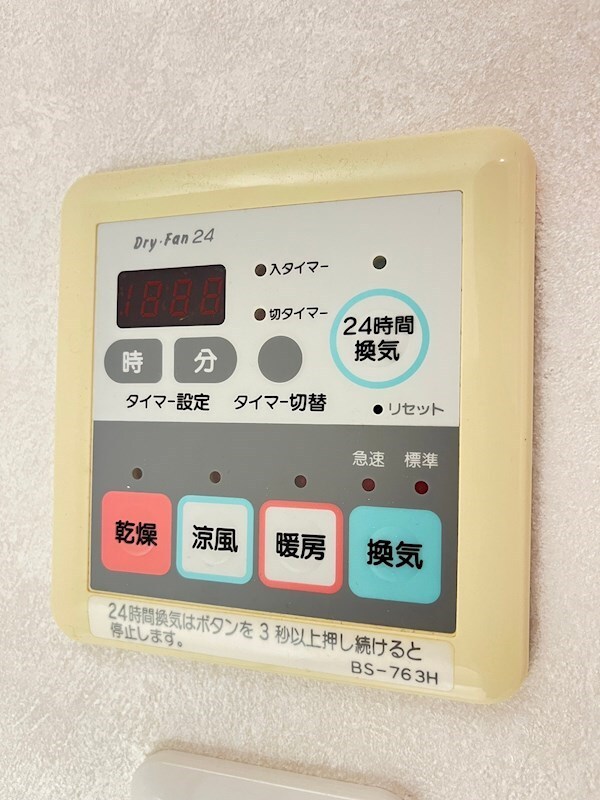 Dry・Fan 24
1888
入タイマー
切タイマー
24時間
換気
時 分
タイマー設定 タイマー切替
リセット
急速 標準
乾燥 涼風 暖房 換気
24時間換気はボタンを 3 秒以上押し続けると
停止します。
BS-763H